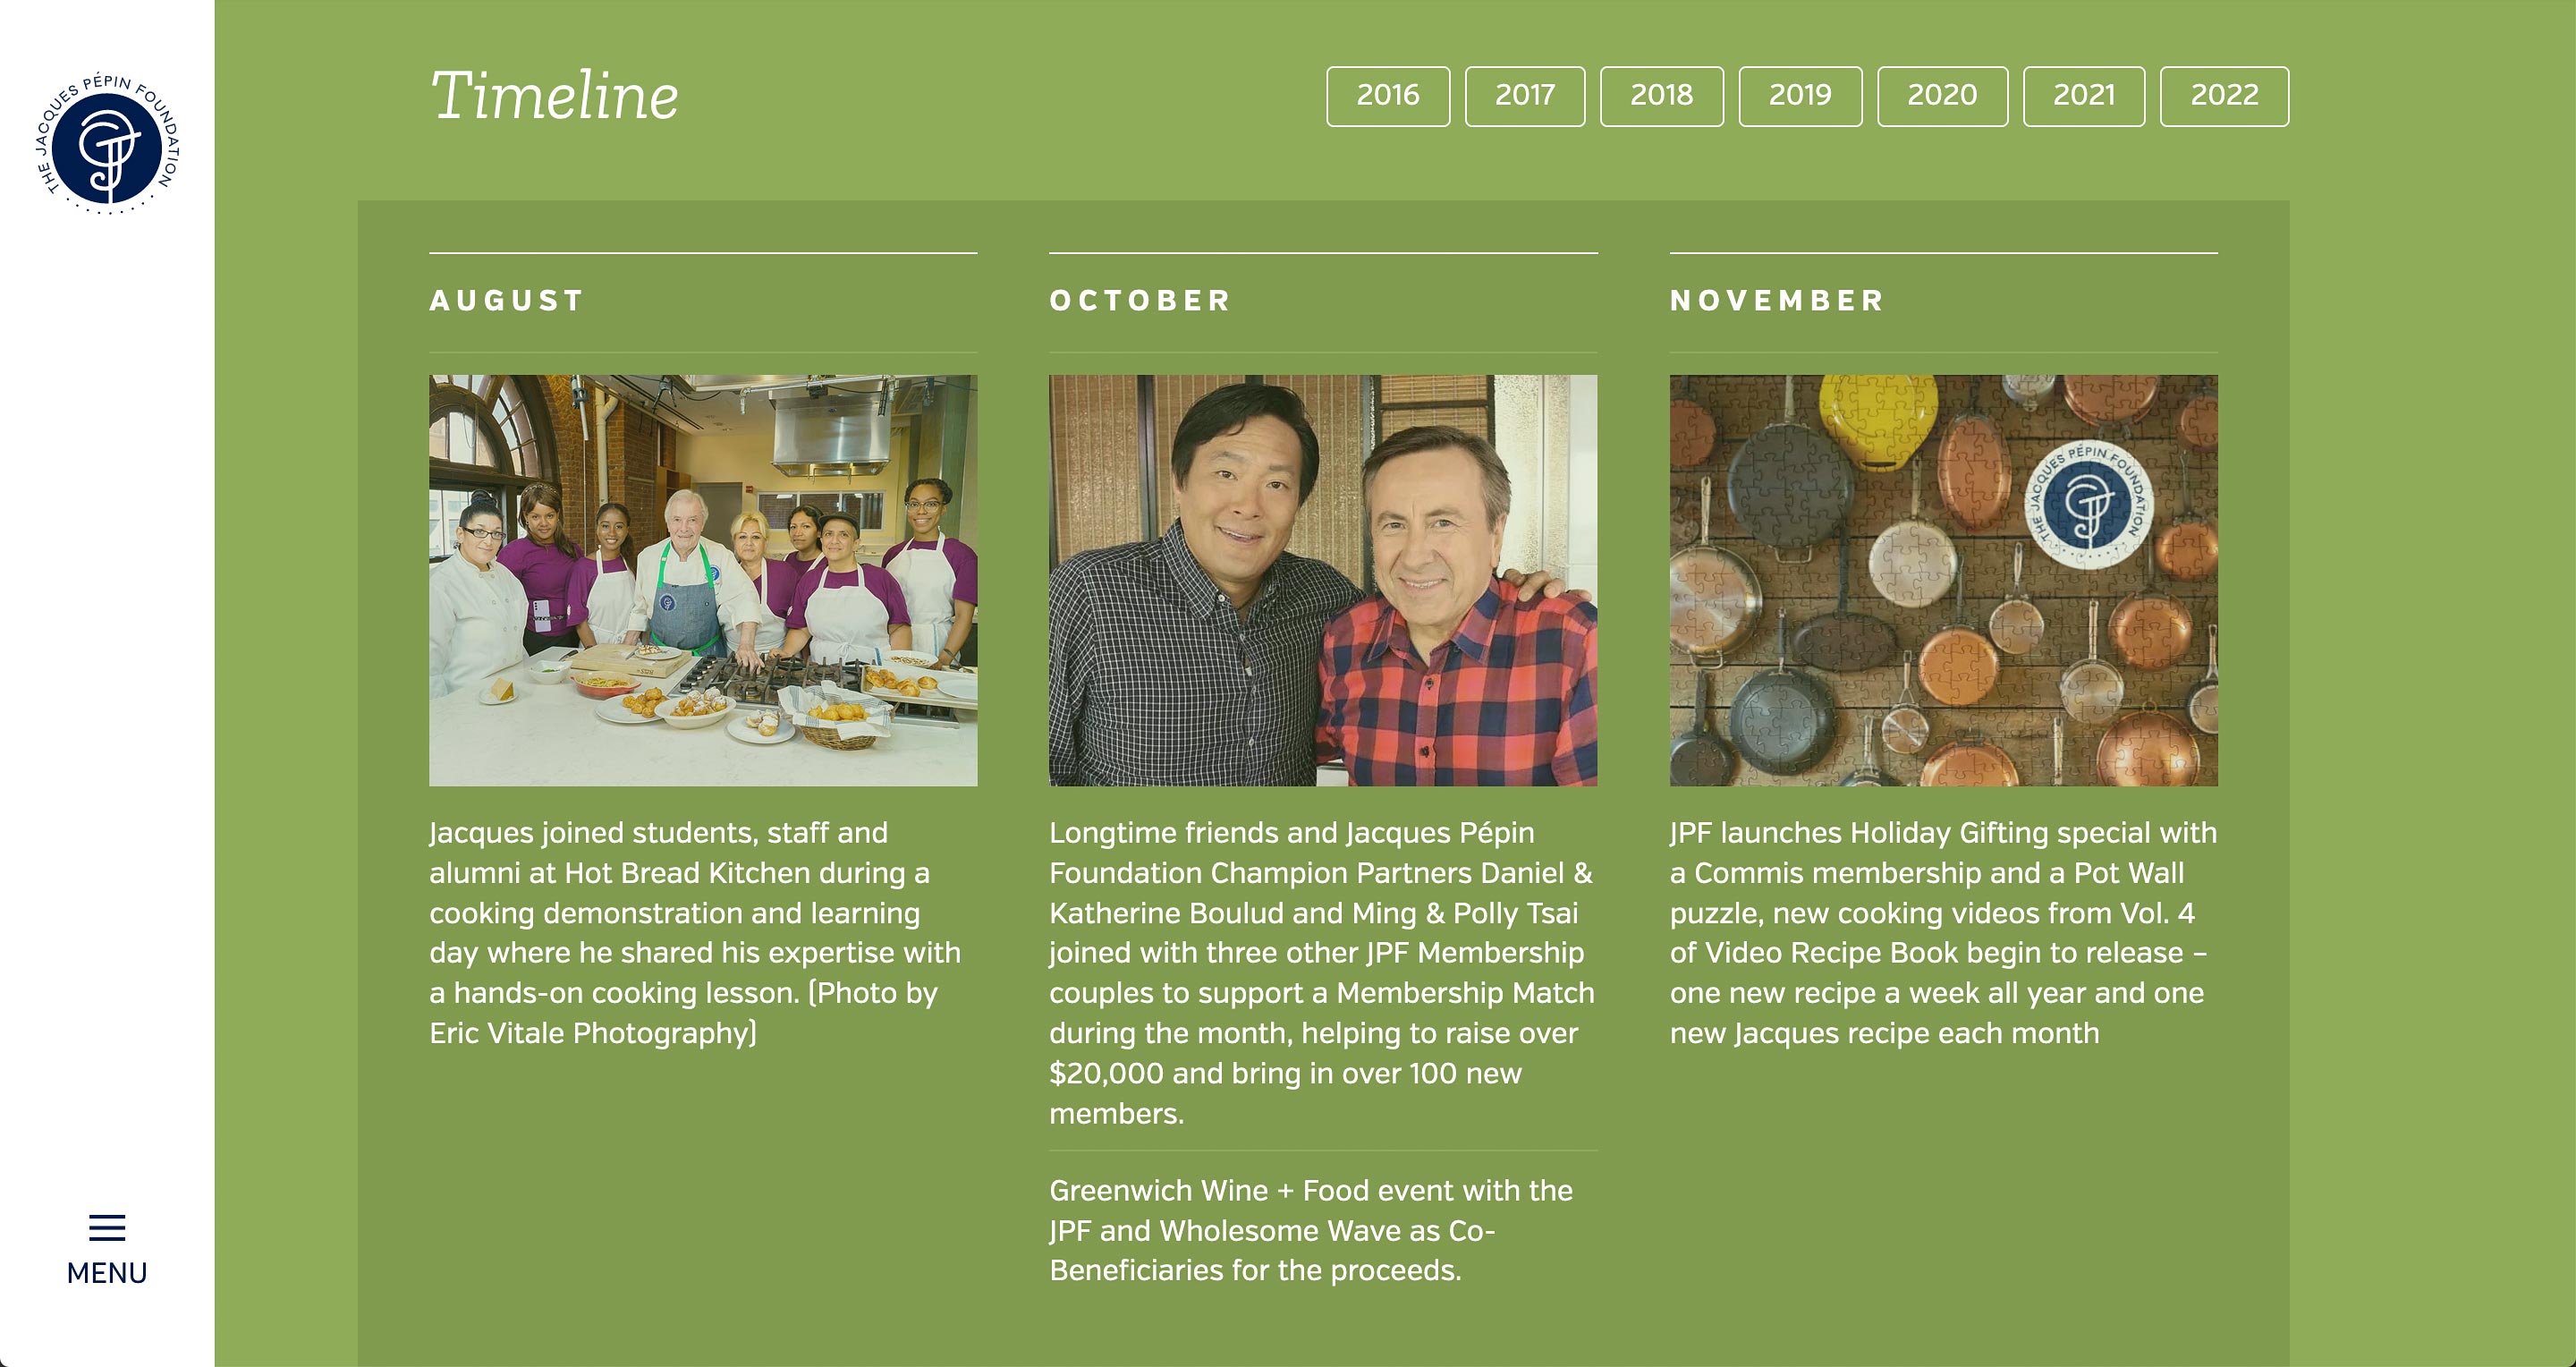 THE JACQUES PÉPIN FOUNDATION
Timeline
2016
2017
2018
2019
2020
2021
2022
AUGUST
Jacques joined students, staff and
alumni at Hot Bread Kitchen during a
cooking demonstration and learning
day where he shared his expertise with
a hands-on cooking lesson. (Photo by
Eric Vitale Photography)
OCTOBER
Longtime friends and Jacques Pépin
Foundation Champion Partners Daniel &
Katherine Boulud and Ming & Polly Tsai
joined with three other JPF Membership
couples to support a Membership Match
during the month, helping to raise over
$20,000 and bring in over 100 new
members.
Greenwich Wine + Food event with the
JPF and Wholesome Wave as Co-
Beneficiaries for the proceeds.
NOVEMBER
THE JACQUES PÉPIN FOUNDATION
JPF launches Holiday Gifting special with
a Commis membership and a Pot Wall
puzzle, new cooking videos from Vol. 4
of Video Recipe Book begin to release –
one new recipe a week all year and one
new Jacques recipe each month
MENU